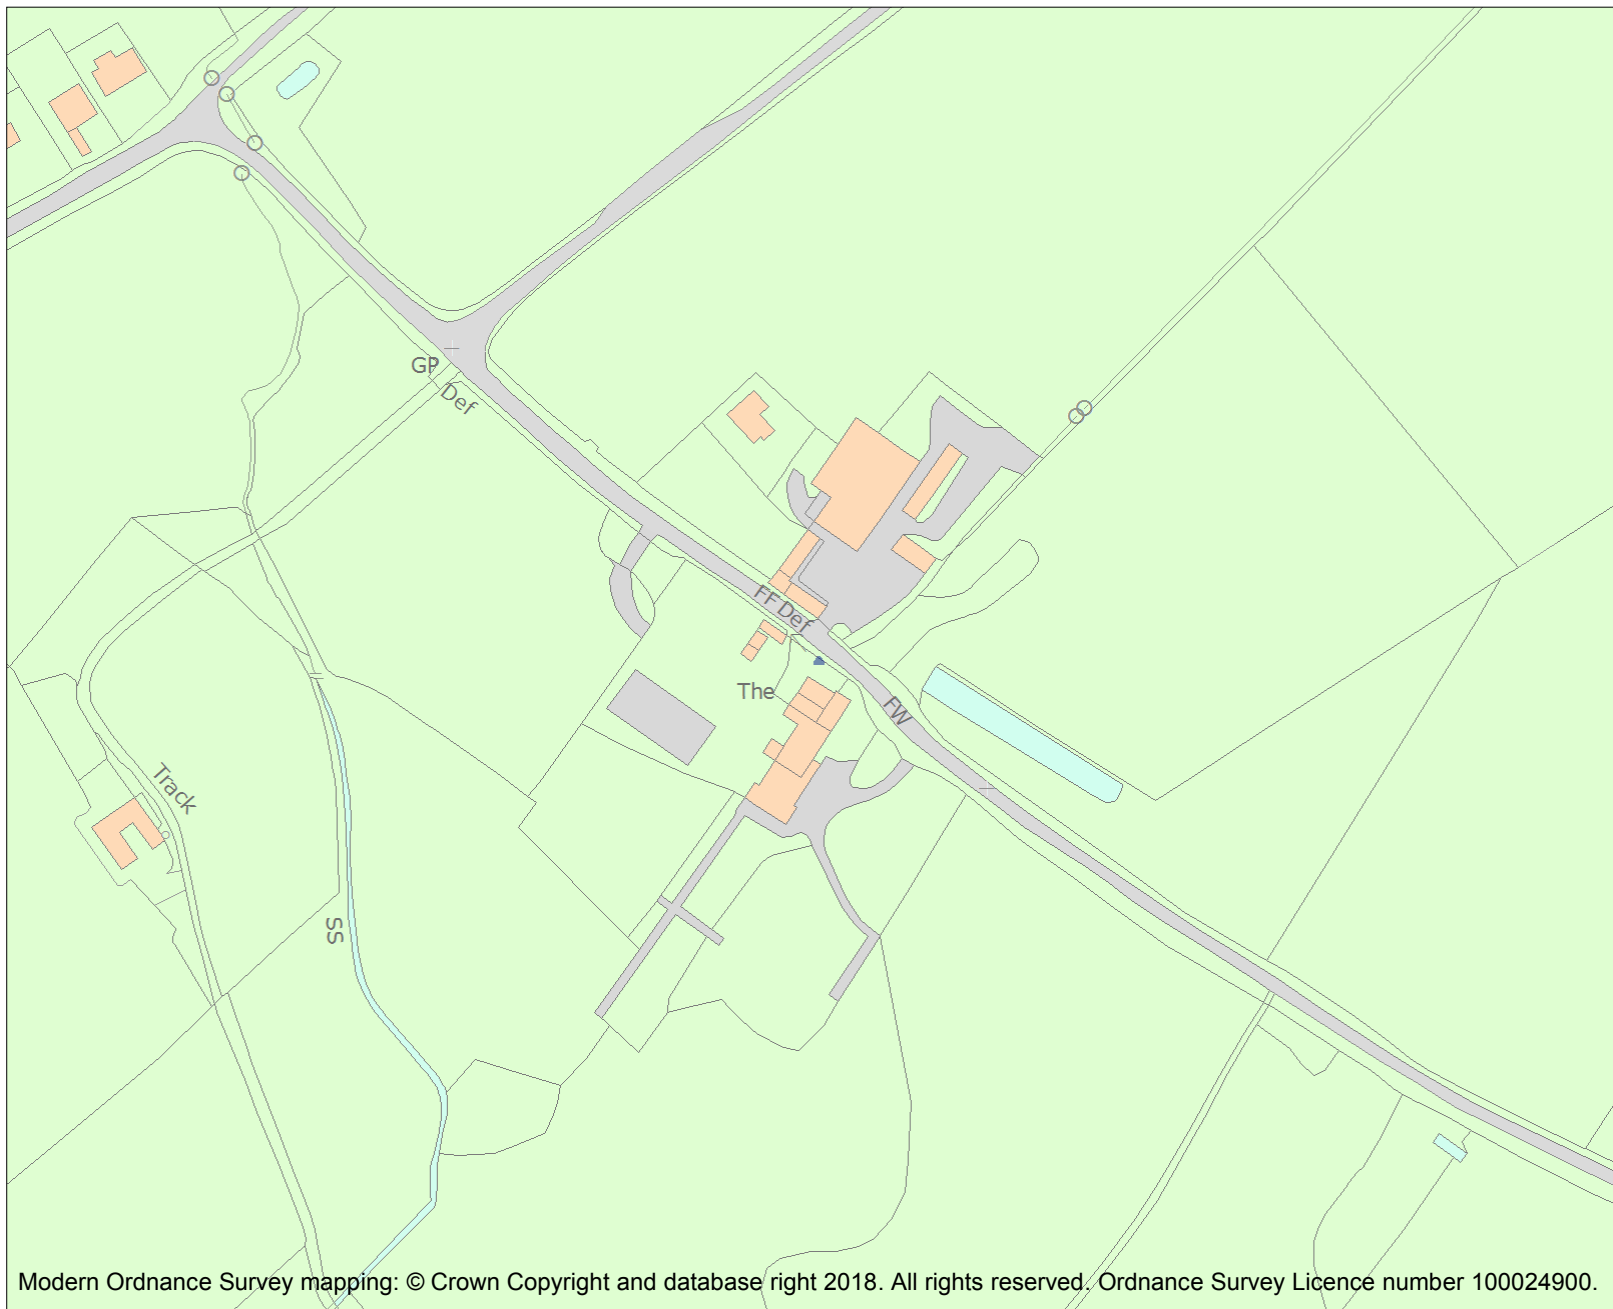 GP
Def
FF Def
The
FW
Track
SS
Modern Ordnance Survey mapping: © Crown Copyright and database right 2018. All rights reserved. Ordnance Survey Licence number 100024900.